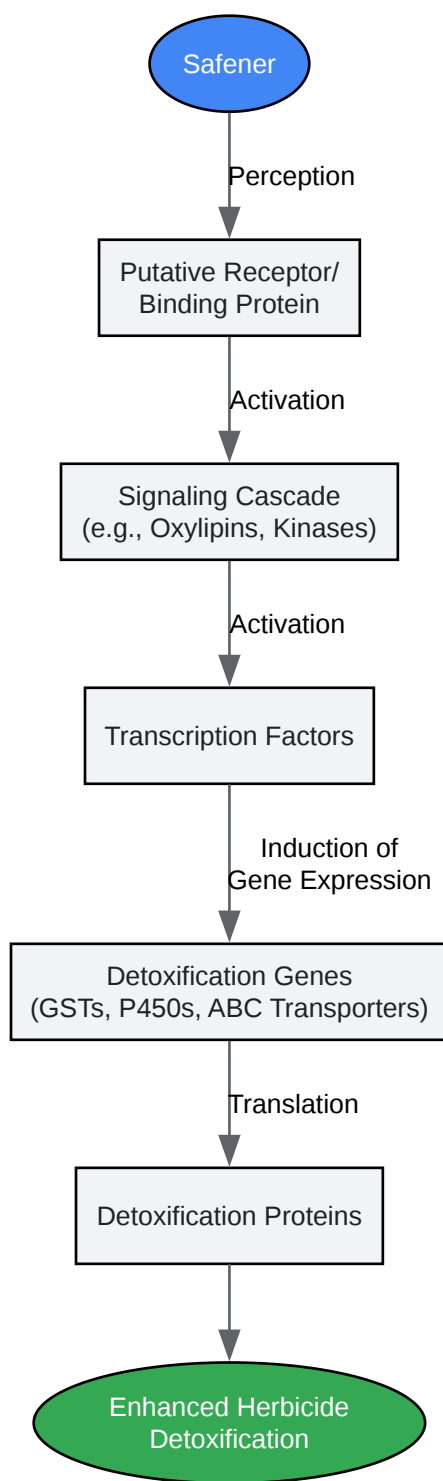 Safener
Perception
Putative Receptor/
Binding Protein
Activation
Signaling Cascade
(e.g., Oxylipins, Kinases)
Activation
Transcription Factors
Induction of
Gene Expression
Detoxification Genes
(GSTs, P450s, ABC Transporters)
Translation
Detoxification Proteins
Enhanced Herbicide
Detoxification